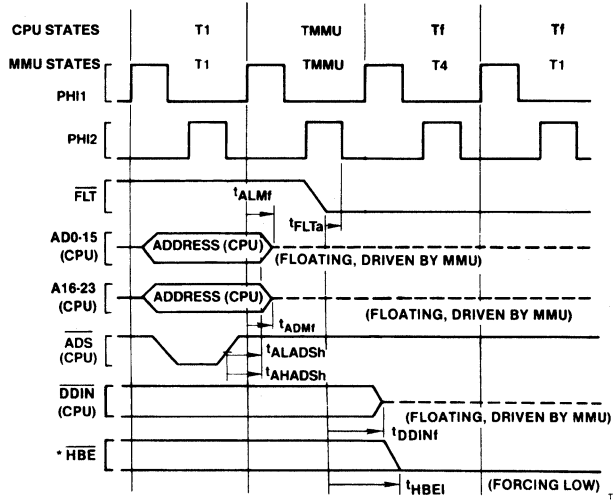 CPU STATES T1 TMMU Tf Tf
MMU STATES T1 TMMU T4 T1
PHI1
PHI2
FLT
tALMf
tFLTa
AD0-15
(CPU)
ADDRESS (CPU)
(FLOATING, DRIVEN BY MMU)
A16-23
(CPU)
ADDRESS (CPU)
(FLOATING, DRIVEN BY MMU)
tADMf
ADS
(CPU)
tALADSh
tAHADSh
DDIN
(CPU)
(FLOATING, DRIVEN BY MMU)
tDDINf
* HBE
tHBEI
(FORCING LOW)